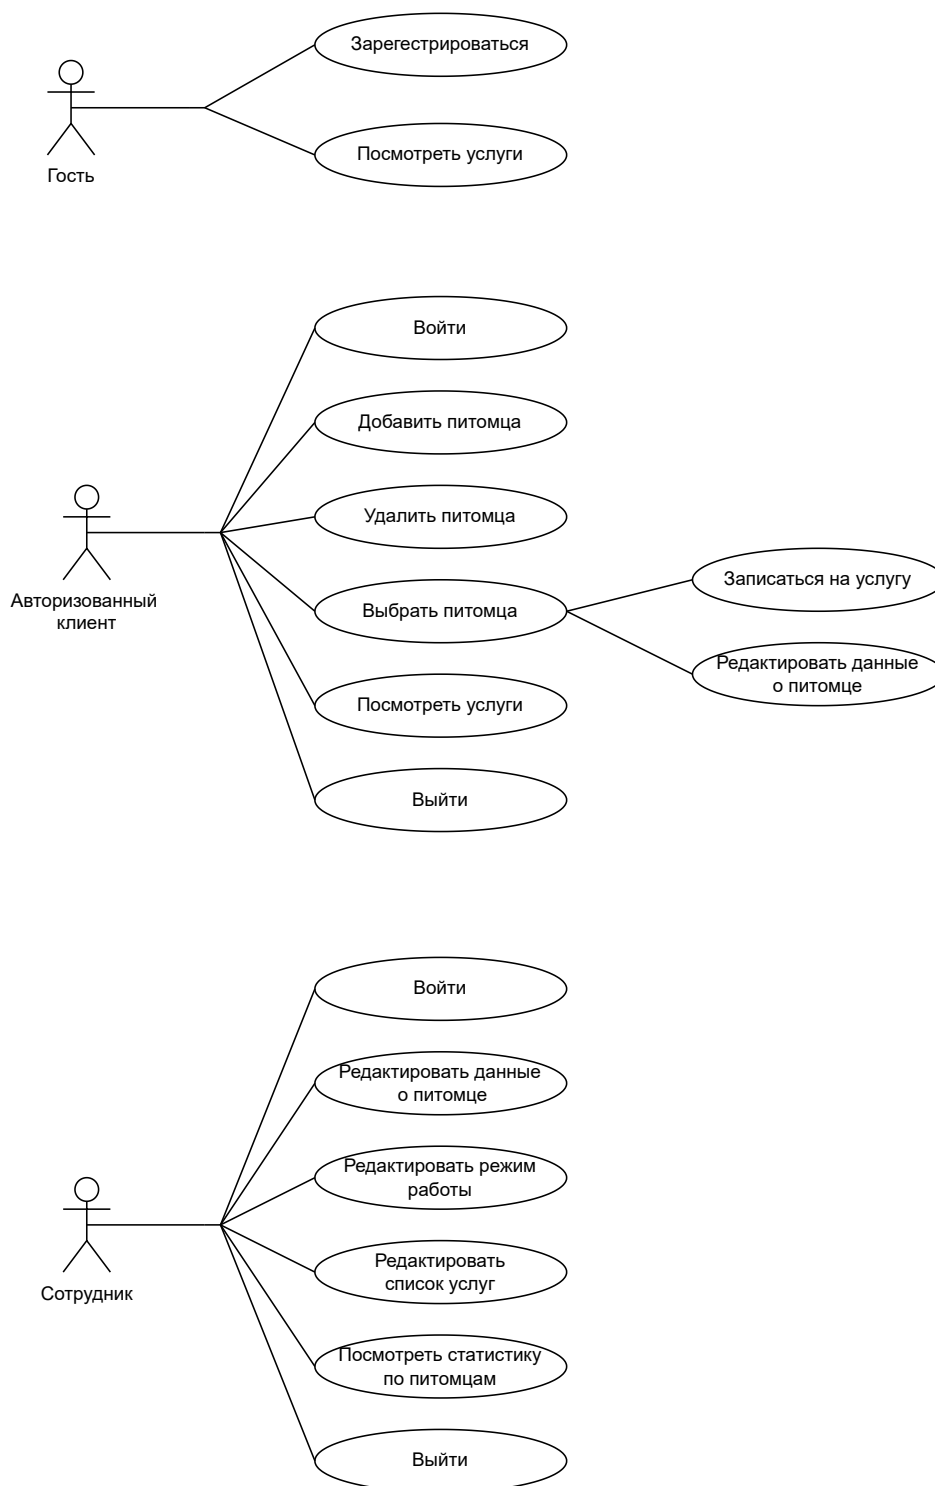 Зарегестрироваться
Посмотреть услуги
Гость
Войти
Добавить питомца
Удалить питомца
Выбрать питомца
Записаться на услугу
Редактировать данные
о питомце
Авторизованный
клиент
Посмотреть услуги
Выйти
Войти
Редактировать данные
о питомце
Редактировать режим
работы
Редактировать
список услуг
Сотрудник
Посмотреть статистику
по питомцам
Выйти